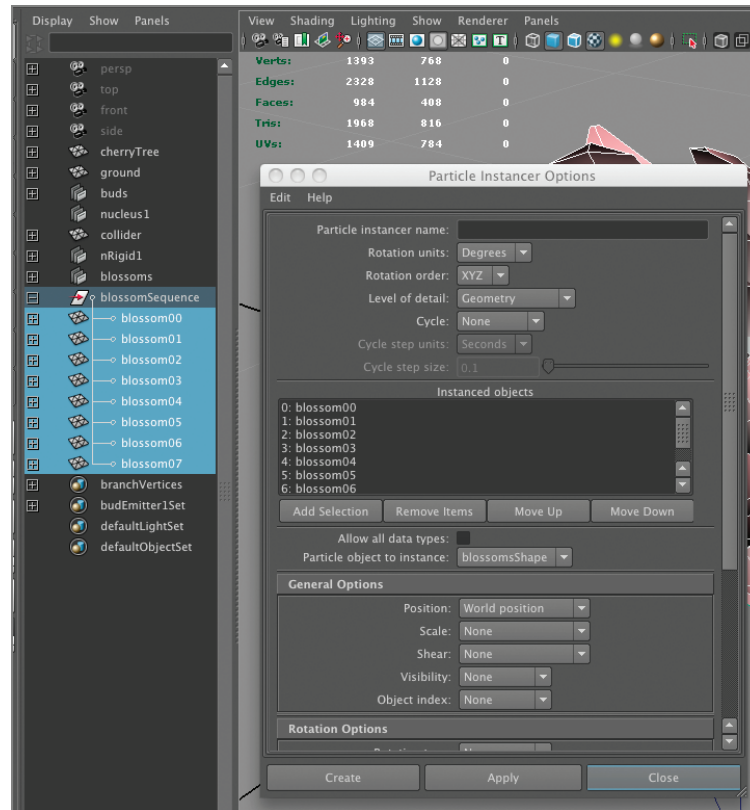 Display Show Panels
persp
top
front
side
cherryTree
ground
buds
nucleus1
collider
nRigid1
blossoms
blossomSequence
blossom00
blossom01
blossom02
blossom03
blossom04
blossom05
blossom06
blossom07
branchVertices
budEmitter1Set
defaultLightSet
defaultObjectSet
View Shading Lighting Show Renderer Panels
Verts: 1393 768 0
Edges: 2328 1128 0
Faces: 984 408 0
Tris: 1968 816 0
UVs: 1409 784 0
Particle Instancer Options
Edit Help
Particle instancer name:
Rotation units: Degrees
Rotation order: XYZ
Level of detail: Geometry
Cycle: None
Cycle step units: Seconds
Cycle step size: 0.1
Instanced objects
0: blossom00
1: blossom01
2: blossom02
3: blossom03
4: blossom04
5: blossom05
6: blossom06
Add Selection Remove Items Move Up Move Down
Allow all data types:
Particle object to instance: blossomsShape
General Options
Position: World position
Scale: None
Shear: None
Visibility: None
Object index: None
Rotation Options
Create Apply Close